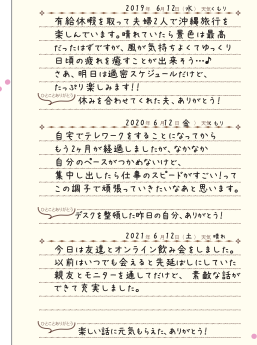 2019年 6月12日(水) 天気くもり
有給休暇を取って夫婦2人で沖縄旅行を
楽しんでいます。晴れていたら景色は最高
だったはずですが、風が気持ちよくてゆっくり
日頃の疲れを癒すことが出来そう…♪
さあ、明日は過密スケジュールだけど、
たっぷり楽しみます!!
ひとことありがとう
休みを合わせてくれた夫、ありがとう!
2020年 6月12日(金) 天気くもり
自宅でテレワークをすることになってから
もう2ヶ月が経過しましたが、なかなか
自分のペースがつかめないけど、
集中し出したら仕事のスピードがすごい!って
この調子で頑張っていきたいなあと思います。
ひとことありがとう
デスクを整頓した昨日の自分、ありがとう!
2021年 6月12日(土) 天気晴れ
今日は友達とオンライン飲み会をしました。
以前はいつでも会えると先延ばしにしていた
親友とモニターを通してだけど、素敵な話が
できて充実しました。
ひとことありがとう
楽しい話に元気もらえた、ありがとう!